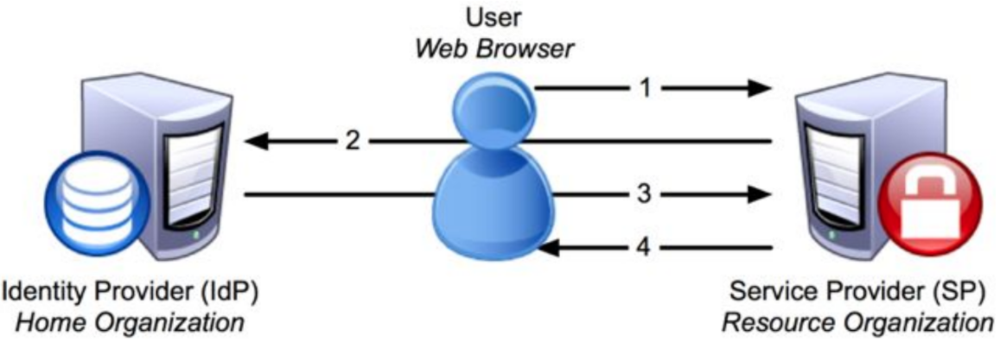 User
Web Browser
1
2
3
4
Identity Provider (IdP)
Home Organization
Service Provider (SP)
Resource Organization